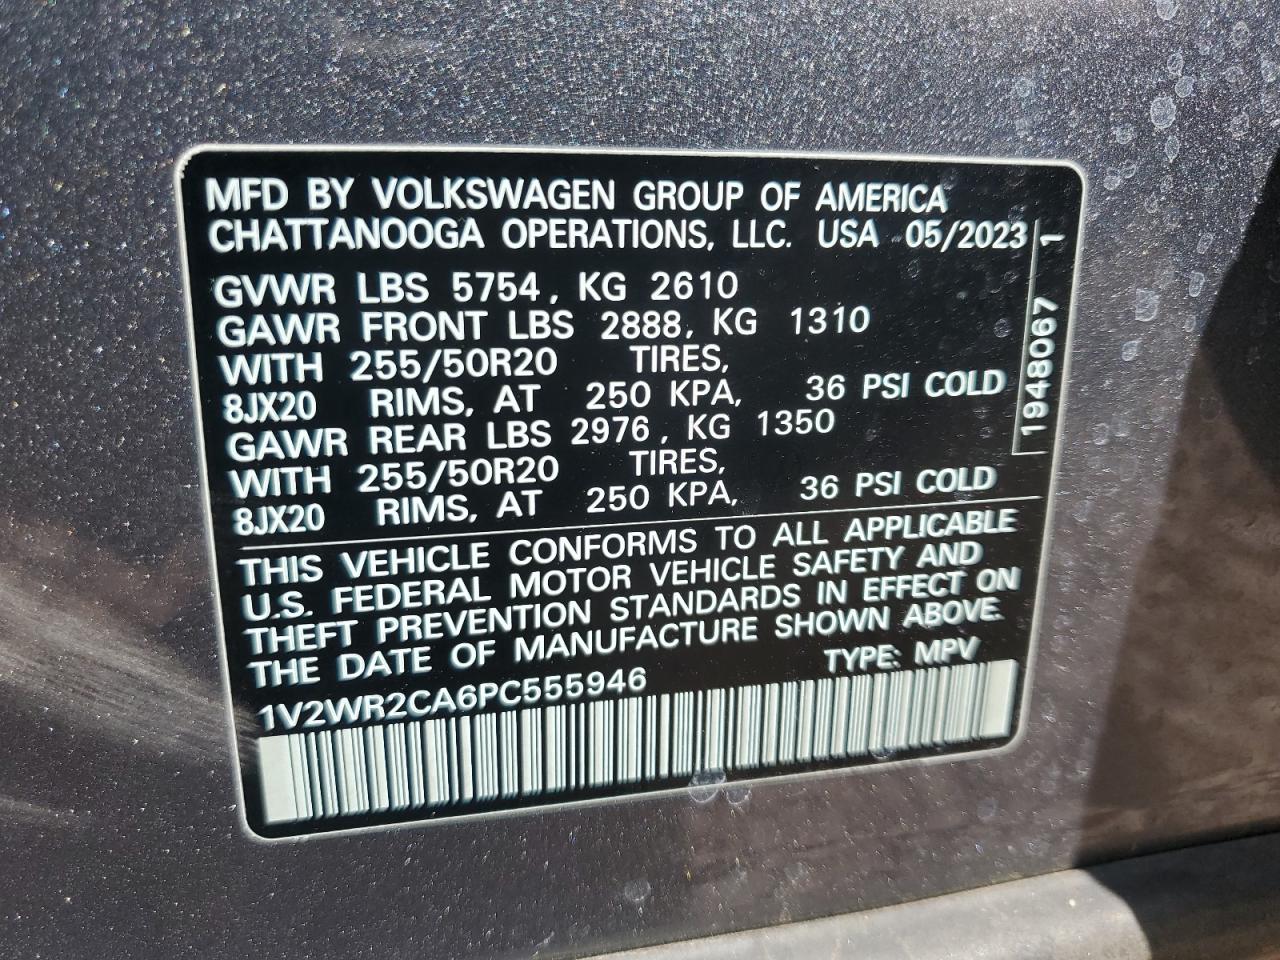 MFD BY VOLKSWAGEN GROUP OF AMERICA
CHATTANOOGA OPERATIONS, LLC. USA 05/2023
GVWR LBS 5754, KG 2610
GAWR FRONT LBS 2888, KG 1310
WITH 255/50R20 TIRES,
8JX20 RIMS, AT 250 KPA, 36 PSI COLD
GAWR REAR LBS 2976, KG 1350
WITH 255/50R20 TIRES,
8JX20 RIMS, AT 250 KPA, 36 PSI COLD
1948067 1
THIS VEHICLE CONFORMS TO ALL APPLICABLE
U.S. FEDERAL MOTOR VEHICLE SAFETY AND
THEFT PREVENTION STANDARDS IN EFFECT ON
THE DATE OF MANUFACTURE SHOWN ABOVE.
1V2WR2CA6PC555946 TYPE: MPV